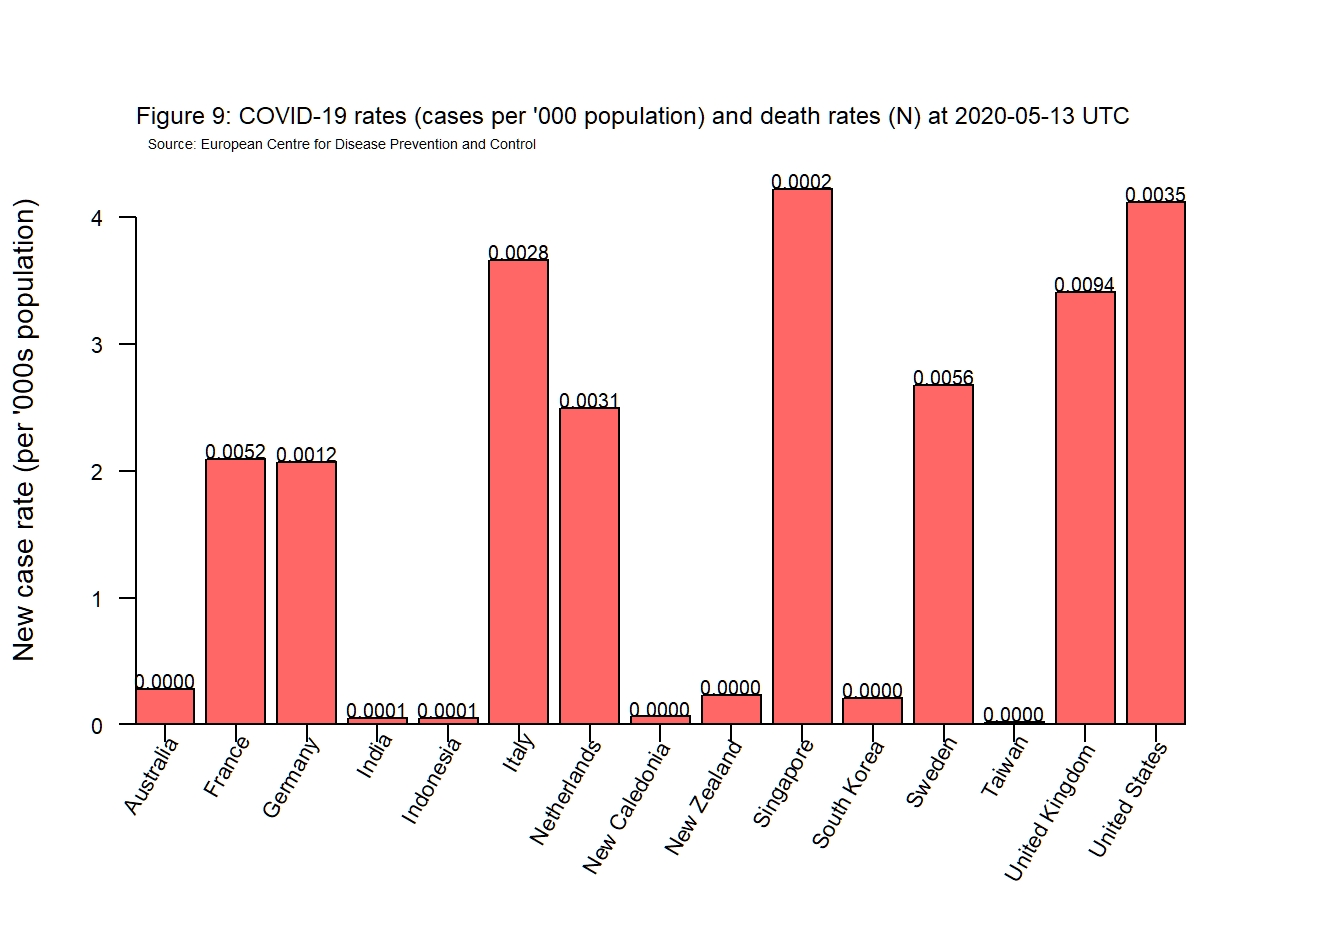 Figure 9: COVID-19 rates (cases per '000 population) and death rates (N) at 2020-05-13 UTC
Source: European Centre for Disease Prevention and Control
New case rate (per '000s population)
4
3
2
1
0
0.0000
0.0052
0.0012
0.0001
0.0001
0.0028
0.0031
0.0000
0.0000
0.0002
0.0000
0.0056
0.0000
0.0094
0.0035
Australia
France
Germany
India
Indonesia
Italy
Netherlands
New Caledonia
New Zealand
Singapore
South Korea
Sweden
Taiwan
United Kingdom
United States